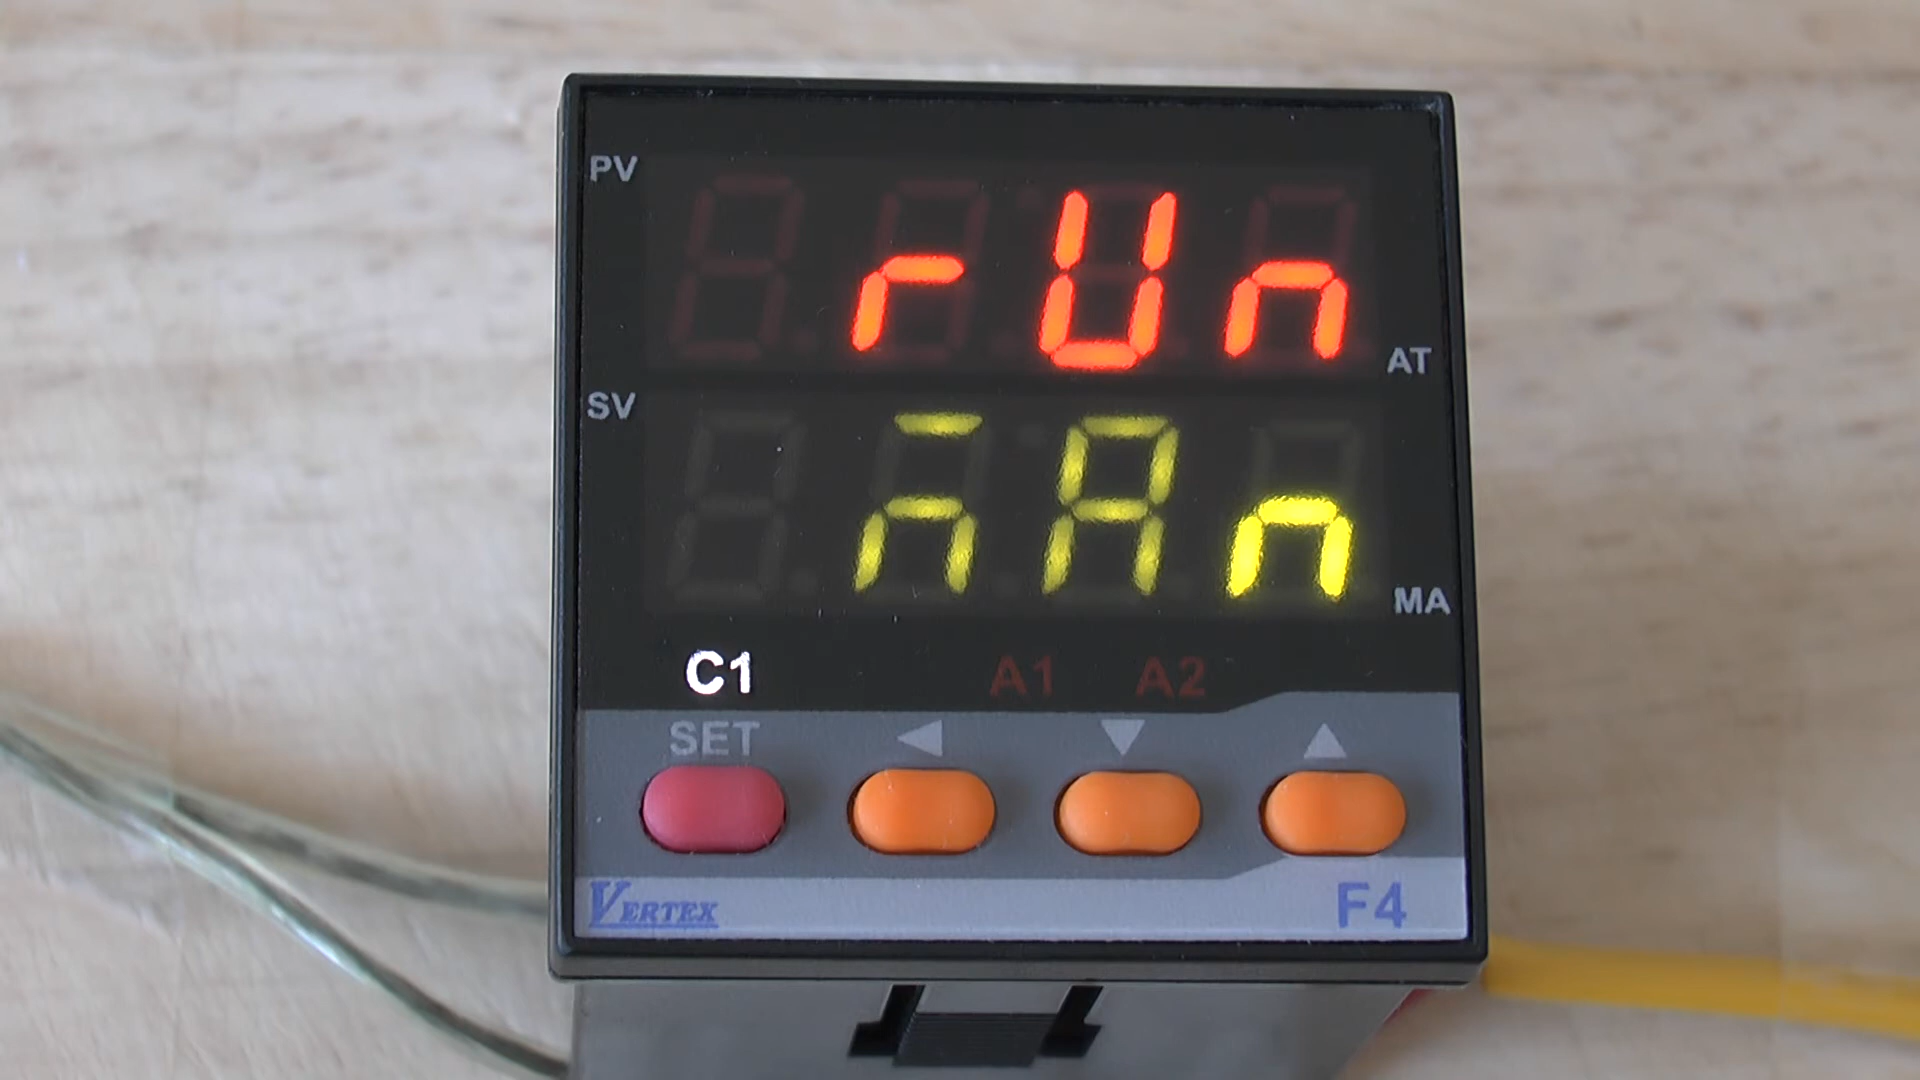 PV
rUn
AT
SV
mAn
MA
C1 A1 A2
SET
VERTEX
F4